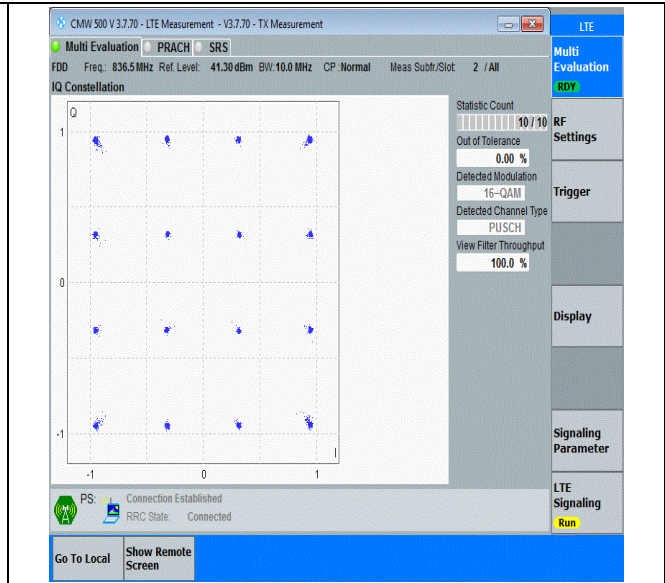 CMW 500 V 3.7.70 - LTE Measurement - V3.7.70 - TX Measurement
LTE
Multi Evaluation PRACH SRS
Multi Evaluation
RDY
FDD Freq.: 836.5 MHz Ref. Level: 41.30 dBm BW: 10.0 MHz CP :Normal Meas Subfr./Slot: 2 / All
IQ Constellation
Q
1
0
-1
-1 0 1
I
Statistic Count
10 / 10
Out of Tolerance
0.00 %
Detected Modulation
16-QAM
Detected Channel Type
PUSCH
View Filter Throughput
100.0 %
RF
Settings
Trigger
Display
Signaling
Parameter
LTE
Signaling
Run
PS: Connection Established
RRC State: Connected
Go To Local
Show Remote
Screen